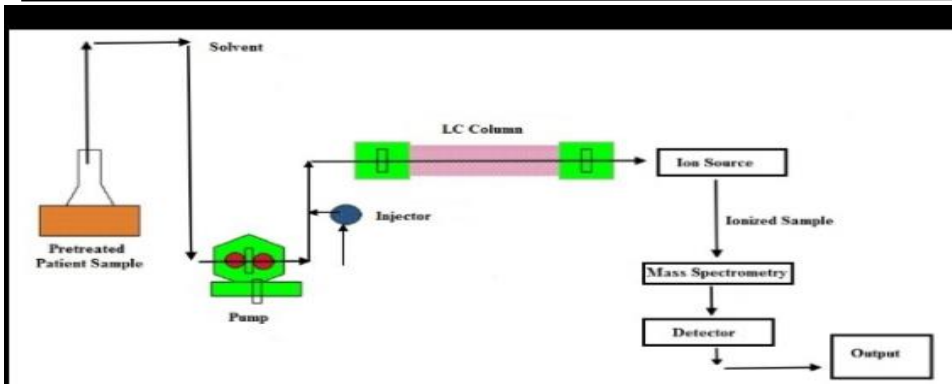 Solvent
LC Column
Ion Source
Injector
Ionized Sample
Pretreated
Patient Sample
Mass Spectrometry
Pump
Detector
Output